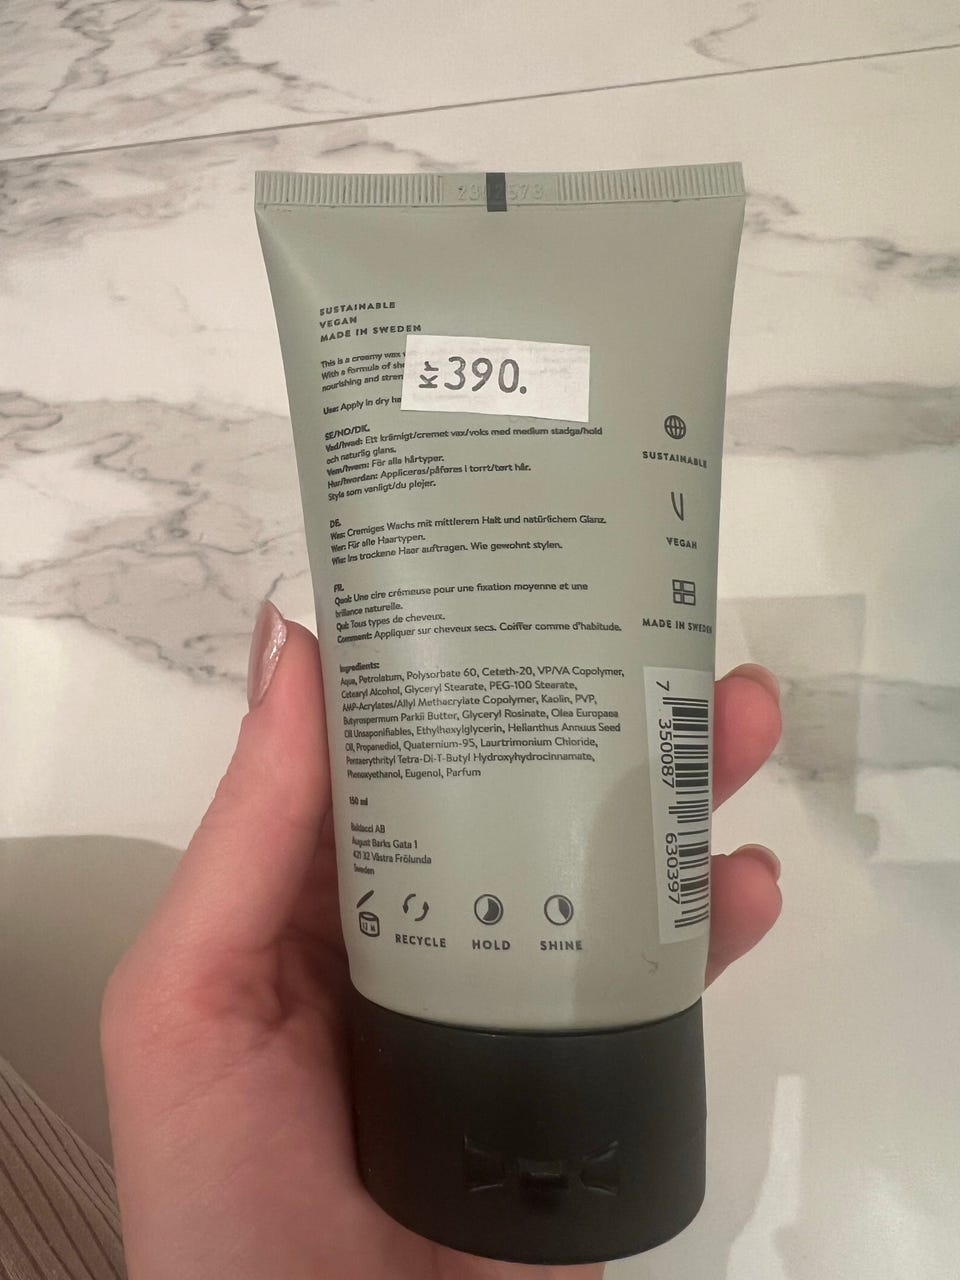 SUSTAINABLE
VEGAN
MADE IN SWEDEN
This is a creamy wax
With a formula of
nourishing and
Use: Apply in dry
Kr 390.
SE/NO/DK.
Vad/hvad: Ett krämigt/cremet vax/voks med medium stadga/hold
och naturlig glans.
Vem/hvem: För alla hårtyper.
Hur/hvordan: Appliceras/påføres i torrt/tørt hår.
Style som vanligt/du plejer.
DE.
Was: Cremiges Wachs mit mittlerem Halt und natürlichem Glanz.
Wer: Für alle Haartypen.
Wie: Ins trockene Haar auftragen. Wie gewohnt stylen.
FR.
Quoi: Une cire crémeuse pour une fixation moyenne et une
brillance naturelle.
Qui: Tous types de cheveux.
Comment: Appliquer sur cheveux secs. Coiffer comme d'habitude.
Ingredients:
Aqua, Petrolatum, Polysorbate 60, Ceteth-20, VP/VA Copolymer,
Cetearyl Alcohol, Glyceryl Stearate, PEG-100 Stearate,
AMP-Acrylates/Allyl Methacrylate Copolymer, Kaolin, PVP,
Butyrospermum Parkii Butter, Glyceryl Rosinate, Olea Europaea
Oil Unsaponifiables, Ethylhexylglycerin, Helianthus Annuus Seed
Oil, Propanediol, Quaternium-95, Laurtrimonium Chloride,
Pentaerythrityl Tetra-Di-T-Butyl Hydroxyhydrocinnamate,
Phenoxyethanol, Eugenol, Parfum
150 ml
Baldacci AB
August Barks Gata 1
421 32 Västra Frölunda
Sweden
12 M
RECYCLE
HOLD
SHINE
SUSTAINABLE
VEGAN
MADE IN SWEDEN
7 350087 630397